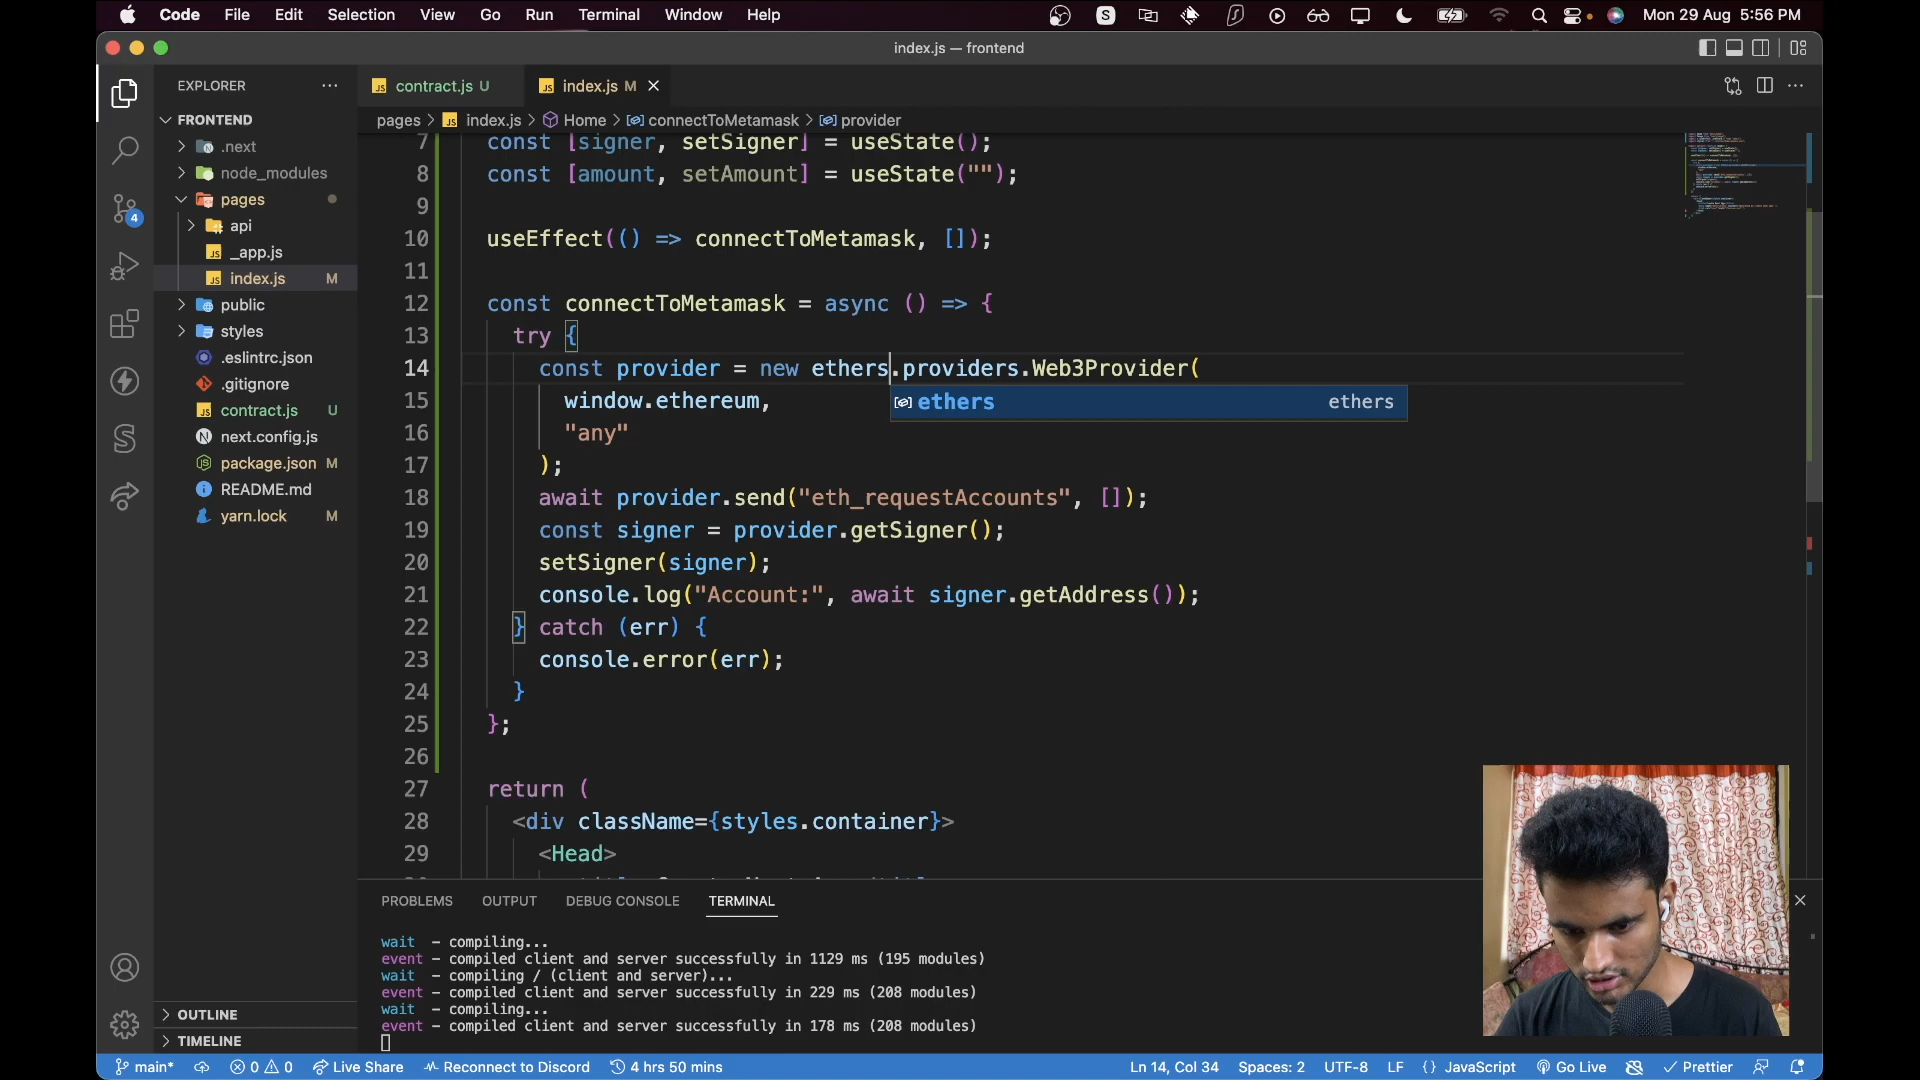 Code File Edit Selection View Go Run Terminal Window Help Mon 29 Aug 5:56 PM
index.js — frontend
EXPLORER
FRONTEND
.next
node_modules
pages
api
_app.js
index.js M
public
styles
.eslintrc.json
.gitignore
contract.js U
next.config.js
package.json M
README.md
yarn.lock M
OUTLINE
TIMELINE
4
contract.js U index.js M
pages > index.js > Home > connectToMetamask > provider
7 const [signer, setSigner] = useState();
8 const [amount, setAmount] = useState("");
9
10 useEffect(() => connectToMetamask, []);
11
12 const connectToMetamask = async () => {
13 try {
14 const provider = new ethers.providers.Web3Provider(
15 window.ethereum,
ethers ethers
16 "any"
17 );
18 await provider.send("eth_requestAccounts", []);
19 const signer = provider.getSigner();
20 setSigner(signer);
21 console.log("Account:", await signer.getAddress());
22 } catch (err) {
23 console.error(err);
24 }
25 };
26
27 return (
28 <div className={styles.container}>
29 <Head>
PROBLEMS OUTPUT DEBUG CONSOLE TERMINAL
wait - compiling...
event - compiled client and server successfully in 1129 ms (195 modules)
wait - compiling / (client and server)...
event - compiled client and server successfully in 229 ms (208 modules)
wait - compiling...
event - compiled client and server successfully in 178 ms (208 modules)
main* 0 0 Live Share Reconnect to Discord 4 hrs 50 mins Ln 14, Col 34 Spaces: 2 UTF-8 LF {} JavaScript Go Live Prettier